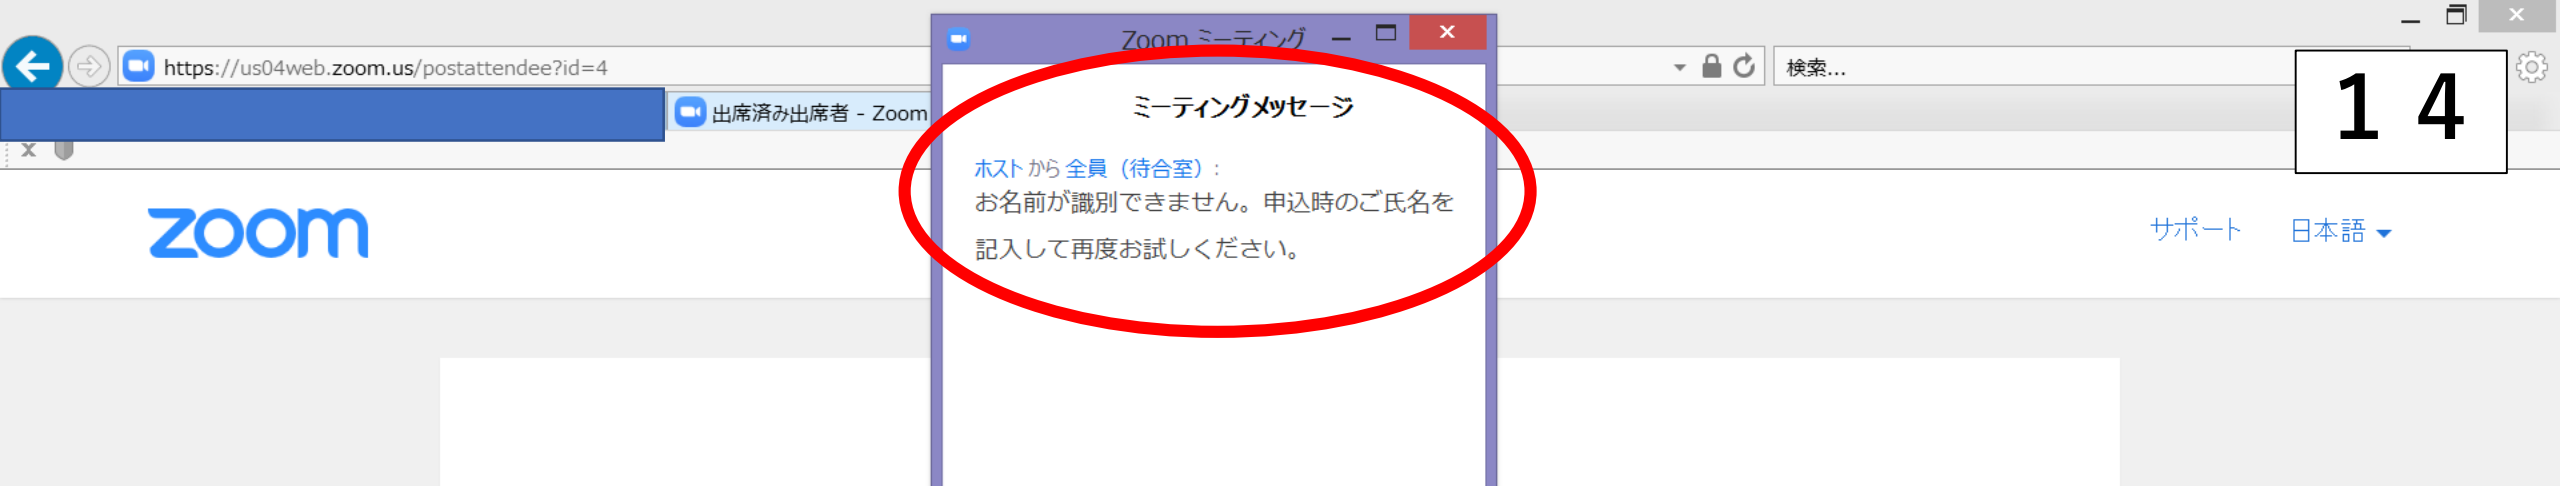 Zoom ミーティング
https://us04web.zoom.us/postattendee?id=4
検索...
１４
出席済み出席者 - Zoom
ミーティングメッセージ
x
ホスト から 全員（待合室）:
お名前が識別できません。申込時のご氏名を
記入して再度お試しください。
zoom
サポート 日本語